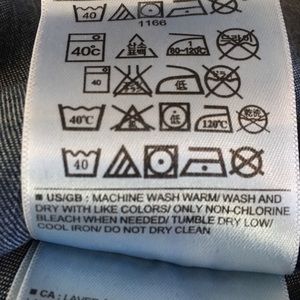 40
1166
40℃ 80~120℃
40℃ 低 120℃
40
■ US/GB : MACHINE WASH WARM/ WASH AND
DRY WITH LIKE COLORS/ ONLY NON-CHLORINE
BLEACH WHEN NEEDED/ TUMBLE DRY LOW/
COOL IRON/ DO NOT DRY CLEAN